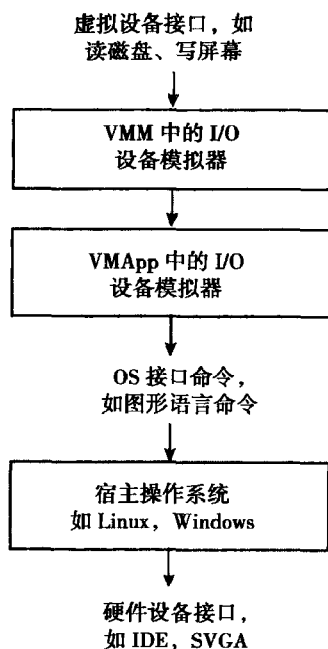 虚拟设备接口，如
读磁盘、写屏幕
VMM 中的 I/O
设备模拟器
VMApp 中的 I/O
设备模拟器
OS 接口命令，
如图形语言命令
宿主操作系统
如 Linux，Windows
硬件设备接口，
如 IDE，SVGA